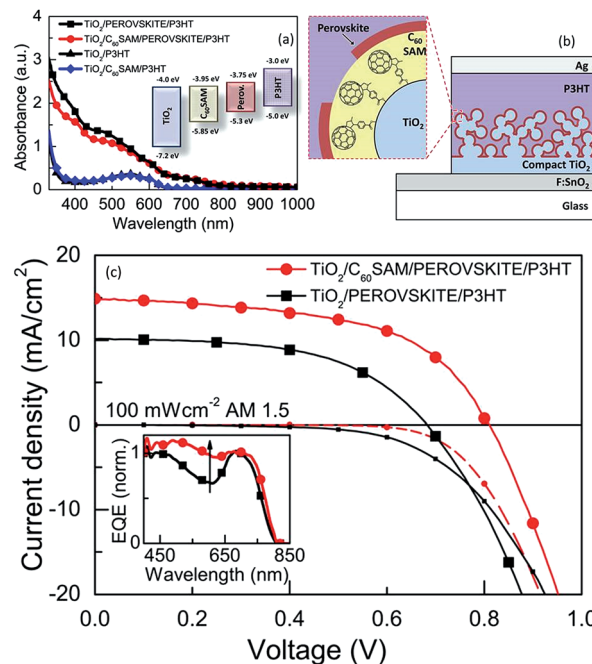 (a)
TiO2/PEROVSKITE/P3HT
TiO2/C60SAM/PEROVSKITE/P3HT
TiO2/P3HT
TiO2/C60SAM/P3HT
Absorbance (a.u.)
3
2
1
0
-4.0 eV
-3.95 eV
-3.75 eV
-3.0 eV
TiO2
C60SAM
Perov.
P3HT
-7.2 eV
-5.85 eV
-5.3 eV
-5.0 eV
400 500 600 700 800 900 1000
Wavelength (nm)
(b)
Perovskite
C60
SAM
TiO2
Ag
P3HT
Compact TiO2
F:SnO2
Glass
(c)
TiO2/C60SAM/PEROVSKITE/P3HT
TiO2/PEROVSKITE/P3HT
Current density (mA/cm2)
20
10
0
-10
-20
100 mWcm-2 AM 1.5
EQE (norm.)
1
0
450 650 850
Wavelength (nm)
0.0 0.2 0.4 0.6 0.8 1.0
Voltage (V)